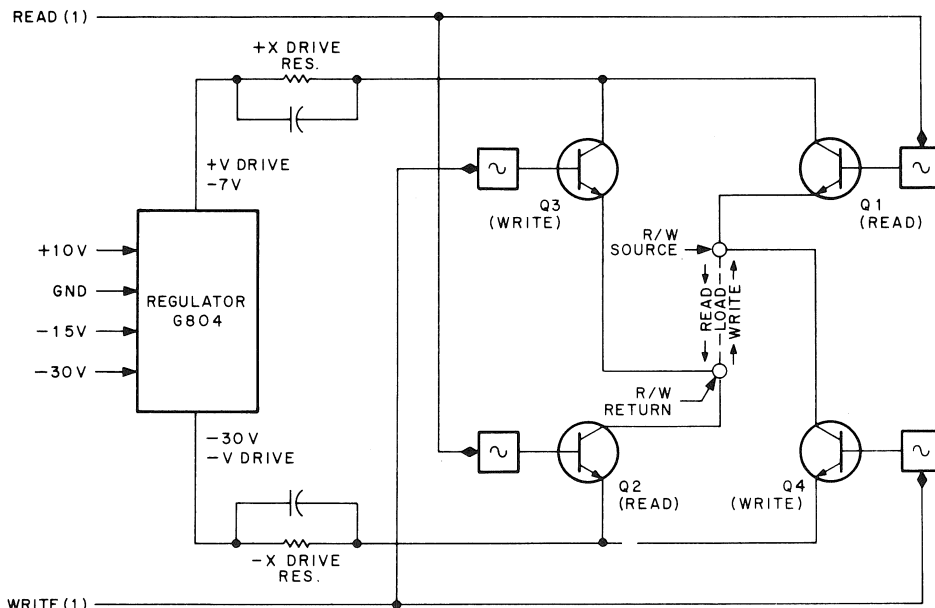 READ (1)
+X DRIVE
RES.
+V DRIVE
-7V
Q3
(WRITE)
Q1
(READ)
R/W
SOURCE
+10V
GND
-15V
-30V
REGULATOR
G804
READ
LOAD
WRITE
R/W
RETURN
-30V
-V DRIVE
Q2
(READ)
Q4
(WRITE)
-X DRIVE
RES.
WRITE (1)